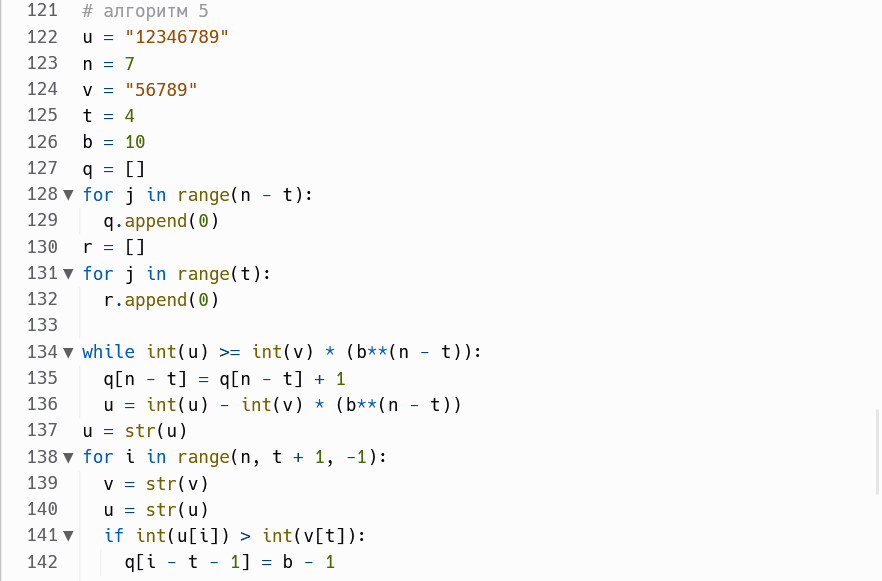 121 # алгоритм 5
122 u = "12346789"
123 n = 7
124 v = "56789"
125 t = 4
126 b = 10
127 q = []
128 ▼ for j in range(n - t):
129 q.append(0)
130 r = []
131 ▼ for j in range(t):
132 r.append(0)
133
134 ▼ while int(u) >= int(v) * (b**(n - t)):
135 q[n - t] = q[n - t] + 1
136 u = int(u) - int(v) * (b**(n - t))
137 u = str(u)
138 ▼ for i in range(n, t + 1, -1):
139 v = str(v)
140 u = str(u)
141 ▼ if int(u[i]) > int(v[t]):
142 q[i - t - 1] = b - 1